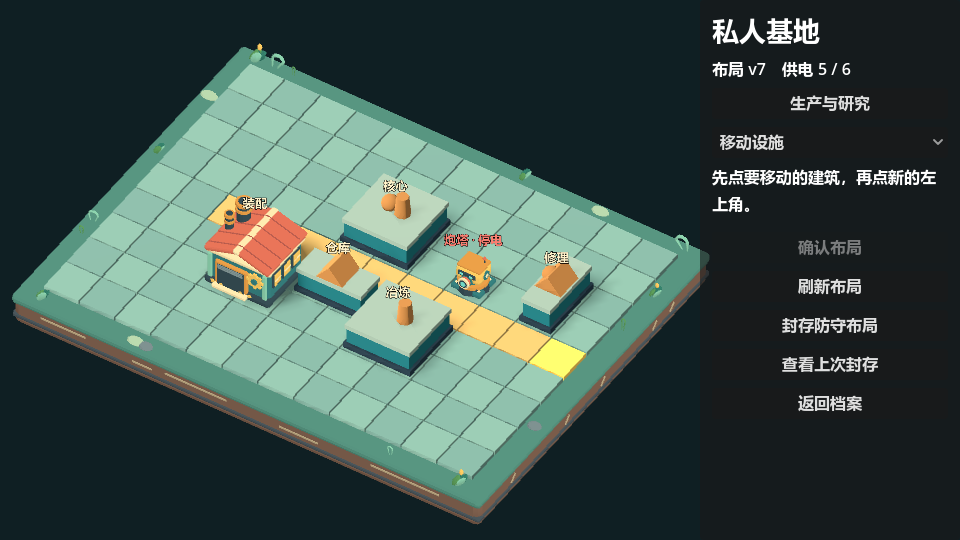 私人基地
布局 v7 供电 5 / 6
生产与研究
移动设施
先点要移动的建筑，再点新的左
上角。
确认布局
刷新布局
封存防守布局
查看上次封存
返回档案
核心
装配
炮塔·停电
仓库
修理
冶炼